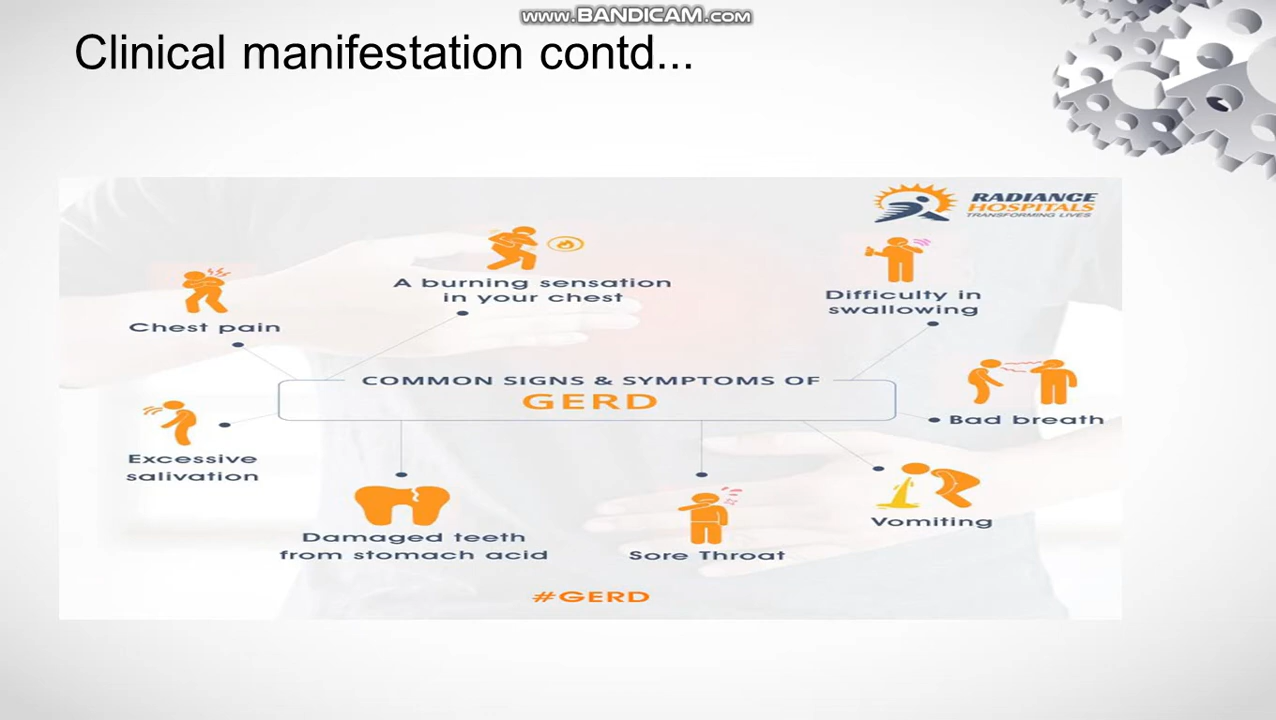 www.BANDICAM.com
Clinical manifestation contd...
RADIANCE
HOSPITALS
TRANSFORMING LIVES
A burning sensation
in your chest
Difficulty in
swallowing
Chest pain
COMMON SIGNS & SYMPTOMS OF
GERD
Bad breath
Excessive
salivation
Vomiting
Damaged teeth
from stomach acid
Sore Throat
#GERD